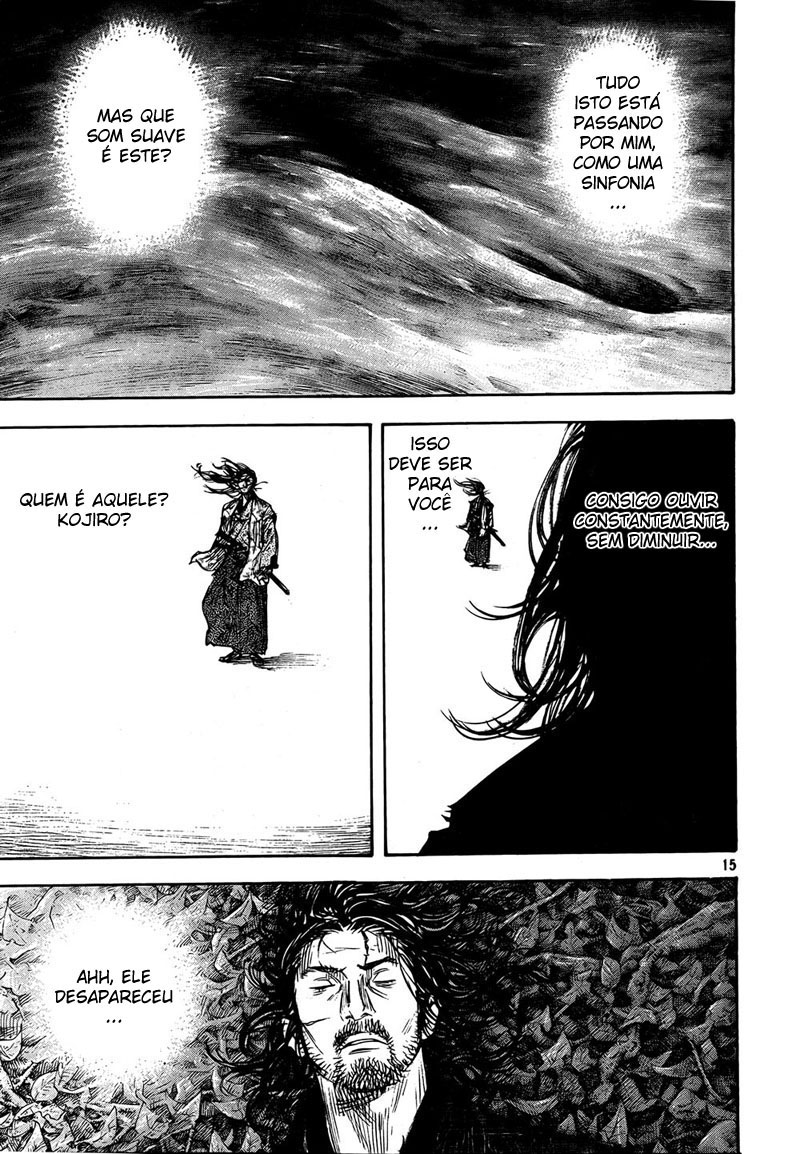 TUDO
ISTO ESTÁ
PASSANDO
POR MIM,
COMO UMA
SINFONIA
...
MAS QUE
SOM SUAVE
É ESTE?
CONSIGO OUVIR
CONSTANTEMENTE,
SEM DIMINUIR...
ISSO
DEVE SER
PARA
VOCÊ
...
QUEM É AQUELE?
KOJIRO?
15
AHH, ELE
DESAPARECEU
...